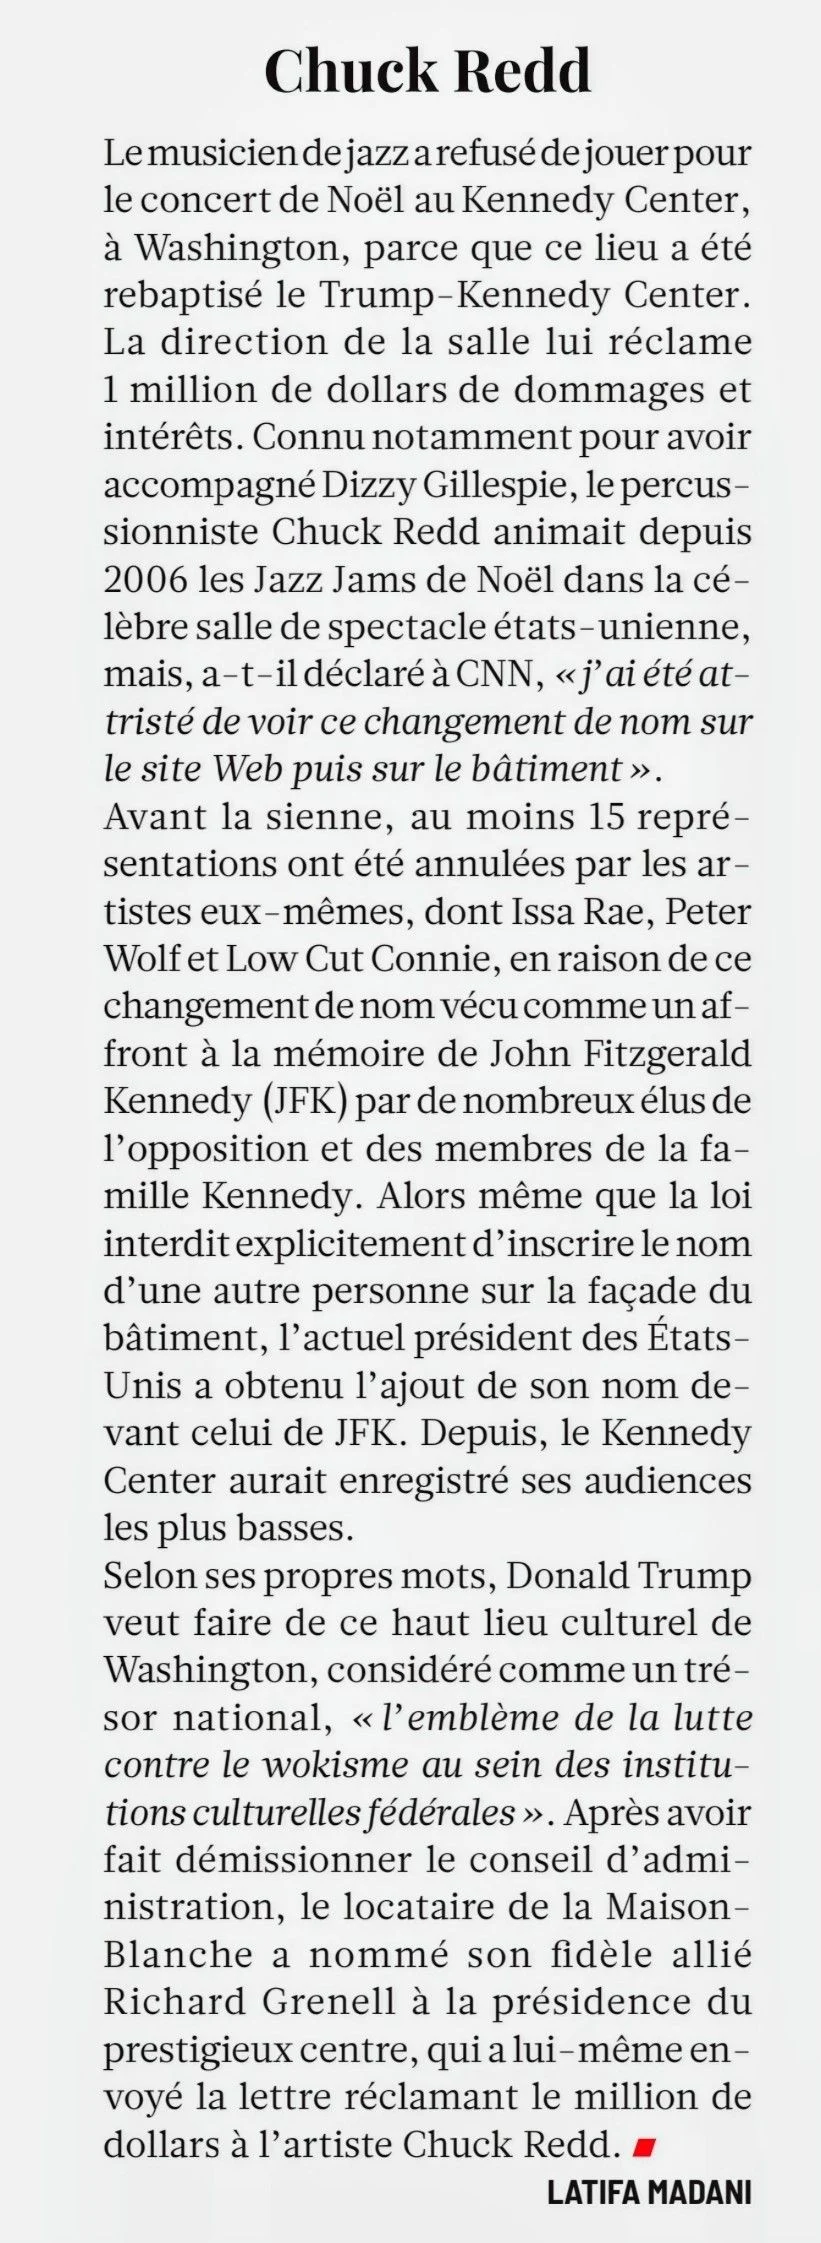 Chuck Redd
Le musicien de jazz a refusé de jouer pour
le concert de Noël au Kennedy Center,
à Washington, parce que ce lieu a été
rebaptisé le Trump-Kennedy Center.
La direction de la salle lui réclame
1 million de dollars de dommages et
intérêts. Connu notamment pour avoir
accompagné Dizzy Gillespie, le percus-
sionniste Chuck Redd animait depuis
2006 les Jazz Jams de Noël dans la cé-
lèbre salle de spectacle états-unienne,
mais, a-t-il déclaré à CNN, « j’ai été at-
tristé de voir ce changement de nom sur
le site Web puis sur le bâtiment ».
Avant la sienne, au moins 15 repré-
sentations ont été annulées par les ar-
tistes eux-mêmes, dont Issa Rae, Peter
Wolf et Low Cut Connie, en raison de ce
changement de nom vécu comme un af-
front à la mémoire de John Fitzgerald
Kennedy (JFK) par de nombreux élus de
l’opposition et des membres de la fa-
mille Kennedy. Alors même que la loi
interdit explicitement d’inscrire le nom
d’une autre personne sur la façade du
bâtiment, l’actuel président des États-
Unis a obtenu l’ajout de son nom de-
vant celui de JFK. Depuis, le Kennedy
Center aurait enregistré ses audiences
les plus basses.
Selon ses propres mots, Donald Trump
veut faire de ce haut lieu culturel de
Washington, considéré comme un tré-
sor national, « l’emblème de la lutte
contre le wokisme au sein des institu-
tions culturelles fédérales ». Après avoir
fait démissionner le conseil d’admi-
nistration, le locataire de la Maison-
Blanche a nommé son fidèle allié
Richard Grenell à la présidence du
prestigieux centre, qui a lui-même en-
voyé la lettre réclamant le million de
dollars à l’artiste Chuck Redd.
LATIFA MADANI